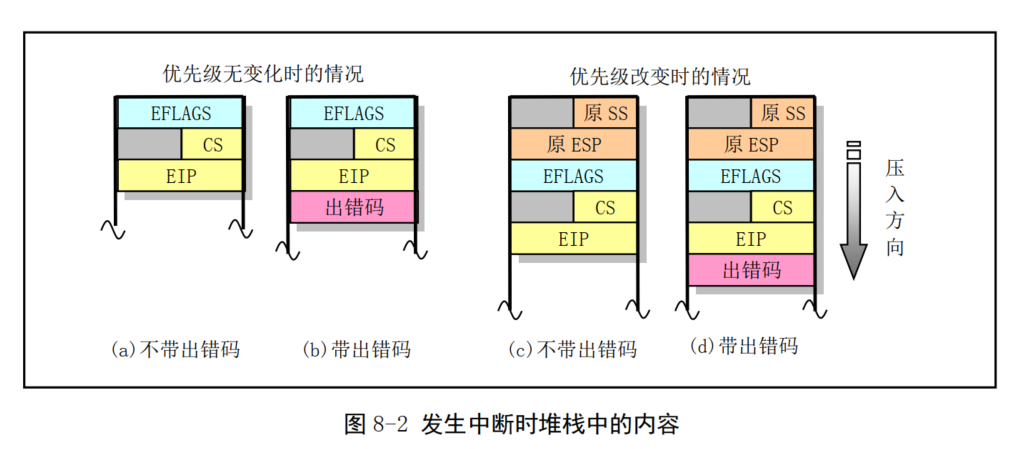 优先级无变化时的情况
优先级改变时的情况
EFLAGS
CS
EIP
EFLAGS
CS
EIP
出错码
原 SS
原 ESP
EFLAGS
CS
EIP
原 SS
原 ESP
EFLAGS
CS
EIP
出错码
压入方向
(a)不带出错码
(b)带出错码
(c)不带出错码
(d)带出错码
图 8-2 发生中断时堆栈中的内容